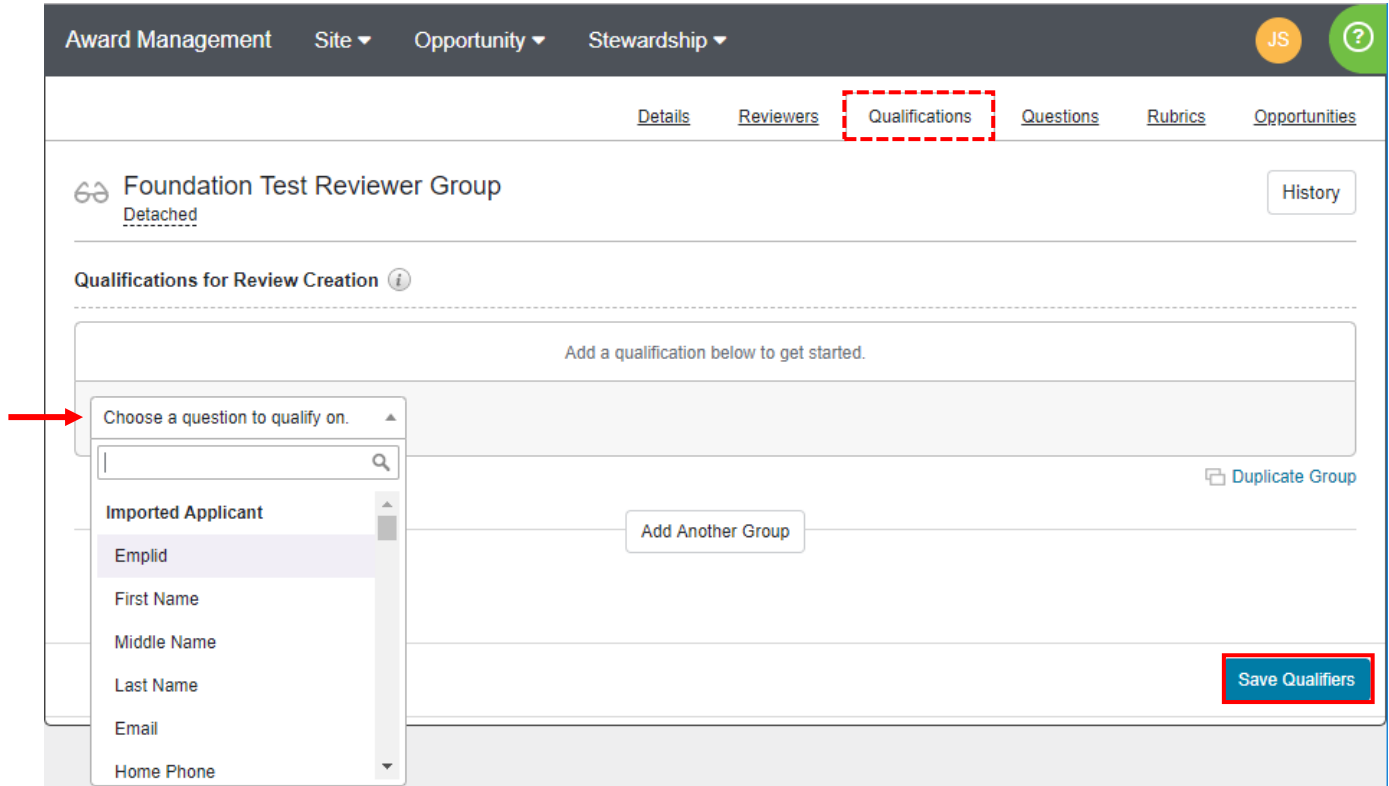 Award Management Site Opportunity Stewardship JS ?
Details Reviewers Qualifications Questions Rubrics Opportunities
Foundation Test Reviewer Group
Detached
History
Qualifications for Review Creation i
Add a qualification below to get started.
Choose a question to qualify on.
Duplicate Group
Imported Applicant
Add Another Group
Emplid
First Name
Middle Name
Last Name
Save Qualifiers
Email
Home Phone